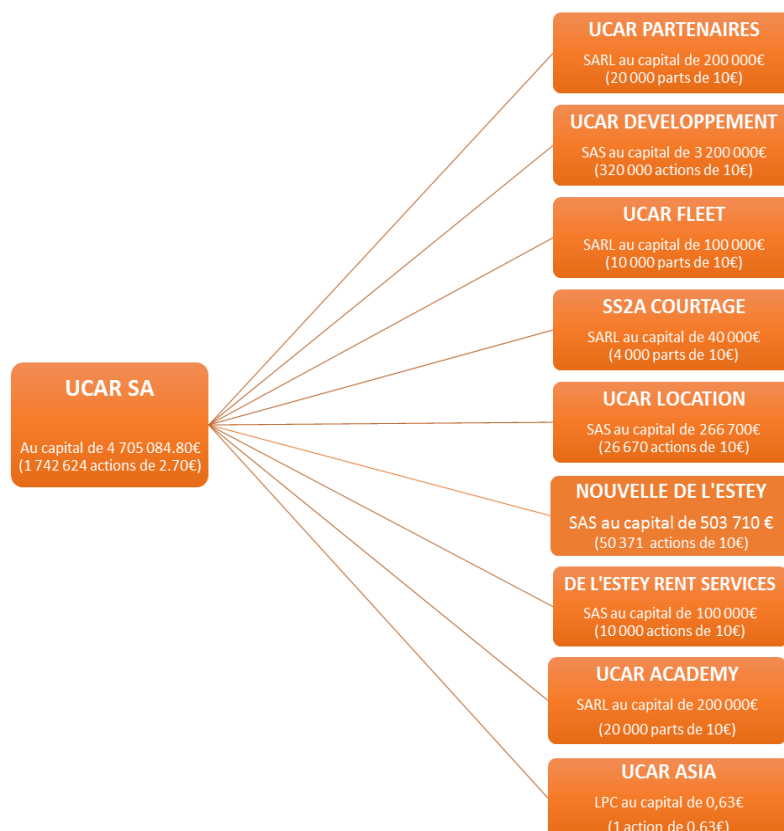 UCAR PARTENAIRES
SARL au capital de 200 000€
(20 000 parts de 10€)
UCAR DEVELOPPEMENT
SAS au capital de 3 200 000€
(320 000 actions de 10€)
UCAR FLEET
SARL au capital de 100 000€
(10 000 parts de 10€)
SS2A COURTAGE
SARL au capital de 40 000€
(4 000 parts de 10€)
UCAR SA
Au capital de 4 705 084.80€
(1 742 624 actions de 2.70€)
UCAR LOCATION
SAS au capital de 266 700€
(26 670 actions de 10€)
NOUVELLE DE L'ESTEY
SAS au capital de 503 710 €
(50 371 actions de 10€)
DE L'ESTEY RENT SERVICES
SAS au capital de 100 000€
(10 000 actions de 10€)
UCAR ACADEMY
SARL au capital de 200 000€
(20 000 parts de 10€)
UCAR ASIA
LPC au capital de 0,63€
(1 action de 0.63€)